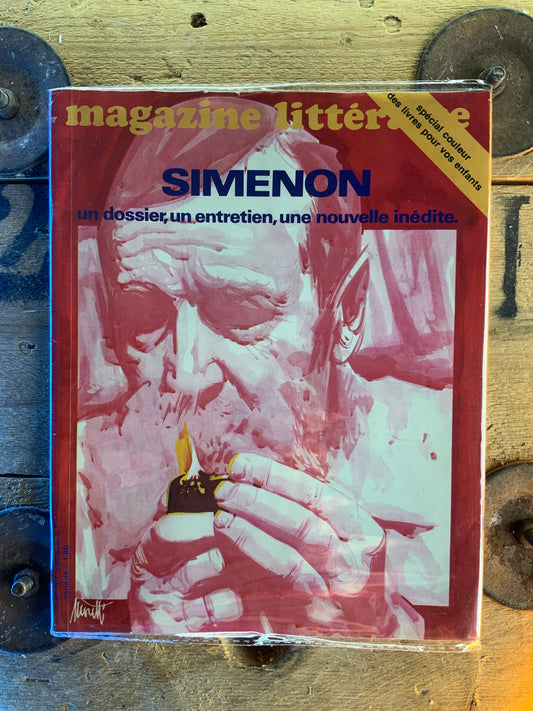 magazine littéraire
spécial couleur
des livres pour vos enfants
SIMENON
un dossier, un entretien, une nouvelle inédite.